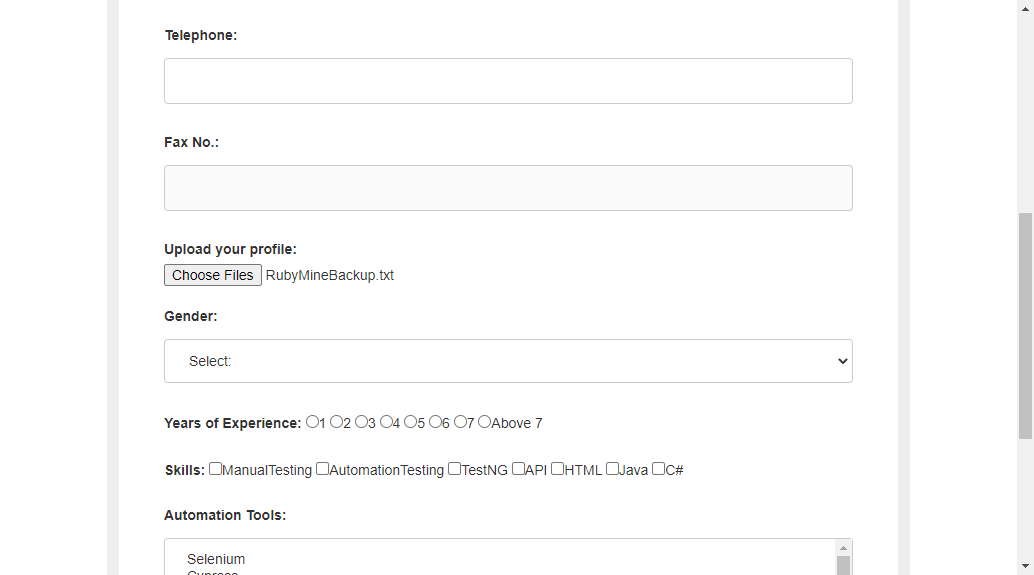 Telephone:
Fax No.:
Upload your profile:
Choose Files RubyMineBackup.txt
Gender:
Select:
Years of Experience: 1 2 3 4 5 6 7 Above 7
Skills: ManualTesting AutomationTesting TestNG API HTML Java C#
Automation Tools:
Selenium
Cypress